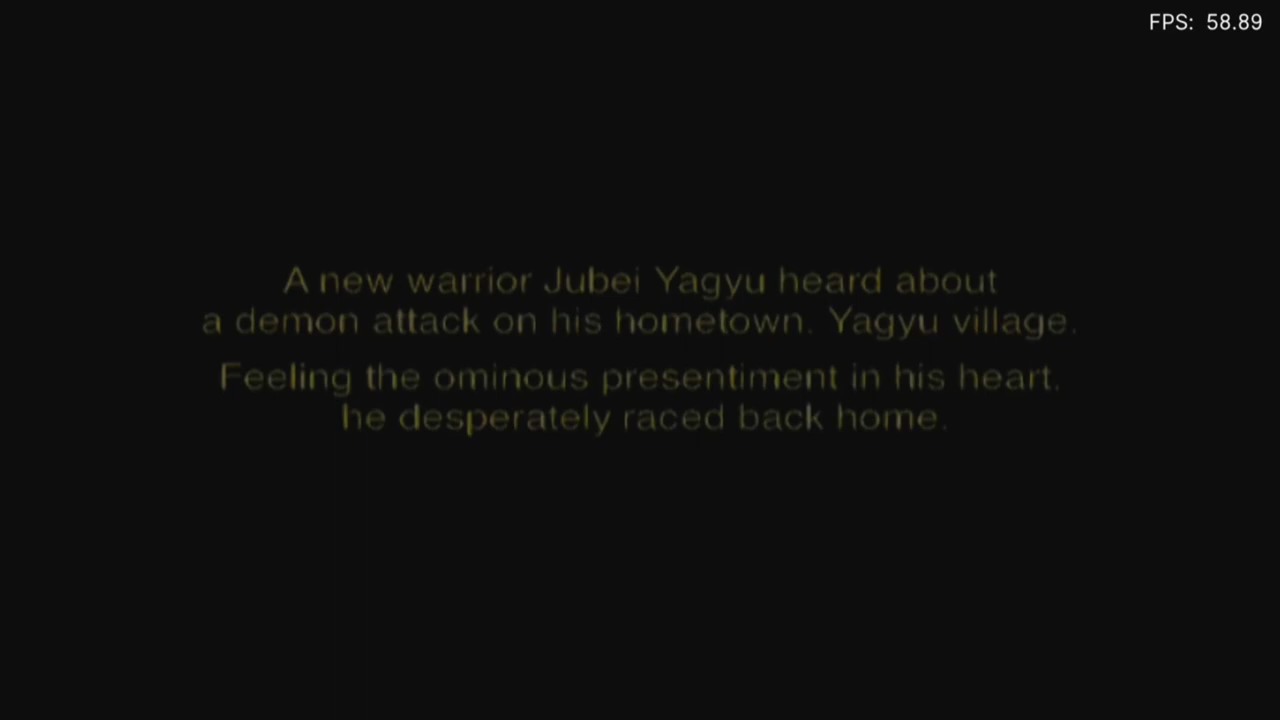 FPS: 58.89
A new warrior Jubei Yagyu heard about
a demon attack on his hometown. Yagyu village.
Feeling the ominous presentiment in his heart.
he desperately raced back home.